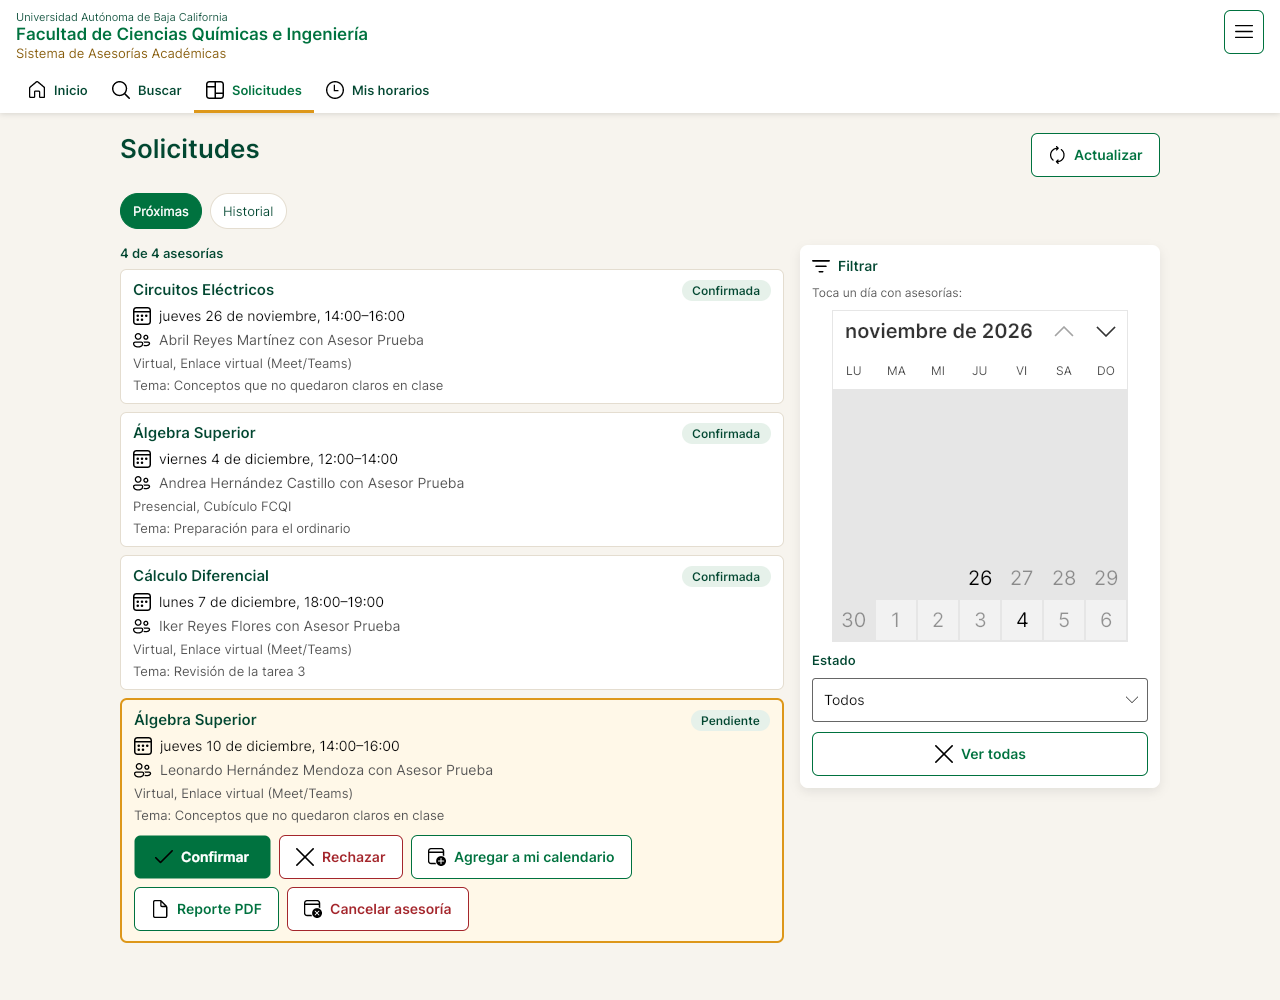 Universidad Autónoma de Baja California
Facultad de Ciencias Químicas e Ingeniería
Sistema de Asesorías Académicas
Inicio
Buscar
Solicitudes
Mis horarios
Solicitudes
Actualizar
Próximas
Historial
4 de 4 asesorías
Circuitos Eléctricos
Confirmada
jueves 26 de noviembre, 14:00–16:00
Abril Reyes Martínez con Asesor Prueba
Virtual, Enlace virtual (Meet/Teams)
Tema: Conceptos que no quedaron claros en clase
Álgebra Superior
Confirmada
viernes 4 de diciembre, 12:00–14:00
Andrea Hernández Castillo con Asesor Prueba
Presencial, Cubículo FCQI
Tema: Preparación para el ordinario
Cálculo Diferencial
Confirmada
lunes 7 de diciembre, 18:00–19:00
Iker Reyes Flores con Asesor Prueba
Virtual, Enlace virtual (Meet/Teams)
Tema: Revisión de la tarea 3
Álgebra Superior
Pendiente
jueves 10 de diciembre, 14:00–16:00
Leonardo Hernández Mendoza con Asesor Prueba
Virtual, Enlace virtual (Meet/Teams)
Tema: Conceptos que no quedaron claros en clase
Confirmar
Rechazar
Agregar a mi calendario
Reporte PDF
Cancelar asesoría
Filtrar
Toca un día con asesorías:
noviembre de 2026
LU MA MI JU VI SA DO
26 27 28 29
30 1 2 3 4 5 6
Estado
Todos
Ver todas